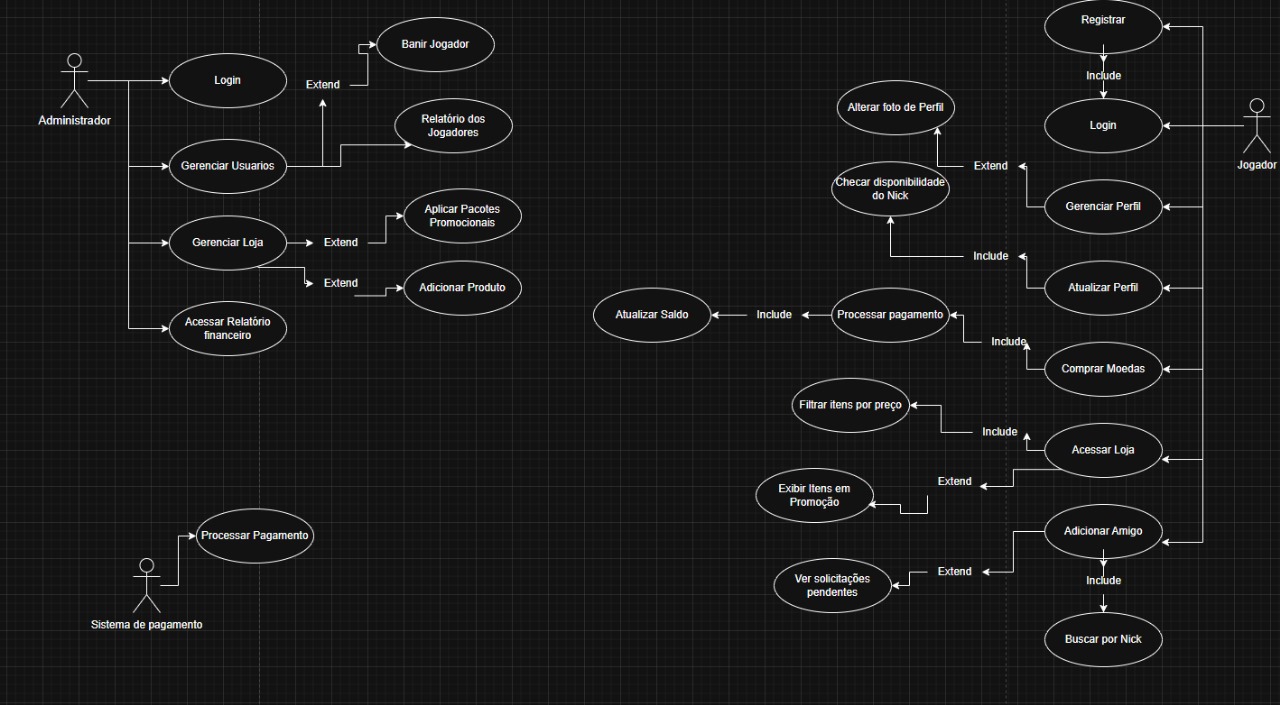 Administrador
Login
Gerenciar Usuarios
Gerenciar Loja
Acessar Relatório
financeiro
Extend
Banir Jogador
Relatório dos
Jogadores
Extend
Aplicar Pacotes
Promocionais
Extend
Adicionar Produto
Processar Pagamento
Sistema de pagamento
Registrar
Include
Login
Jogador
Alterar foto de Perfil
Extend
Gerenciar Perfil
Checar disponibilidade
do Nick
Include
Atualizar Perfil
Atualizar Saldo
Include
Processar pagamento
Include
Comprar Moedas
Filtrar itens por preço
Include
Acessar Loja
Exibir Itens em
Promoção
Extend
Adicionar Amigo
Ver solicitações
pendentes
Extend
Include
Buscar por Nick